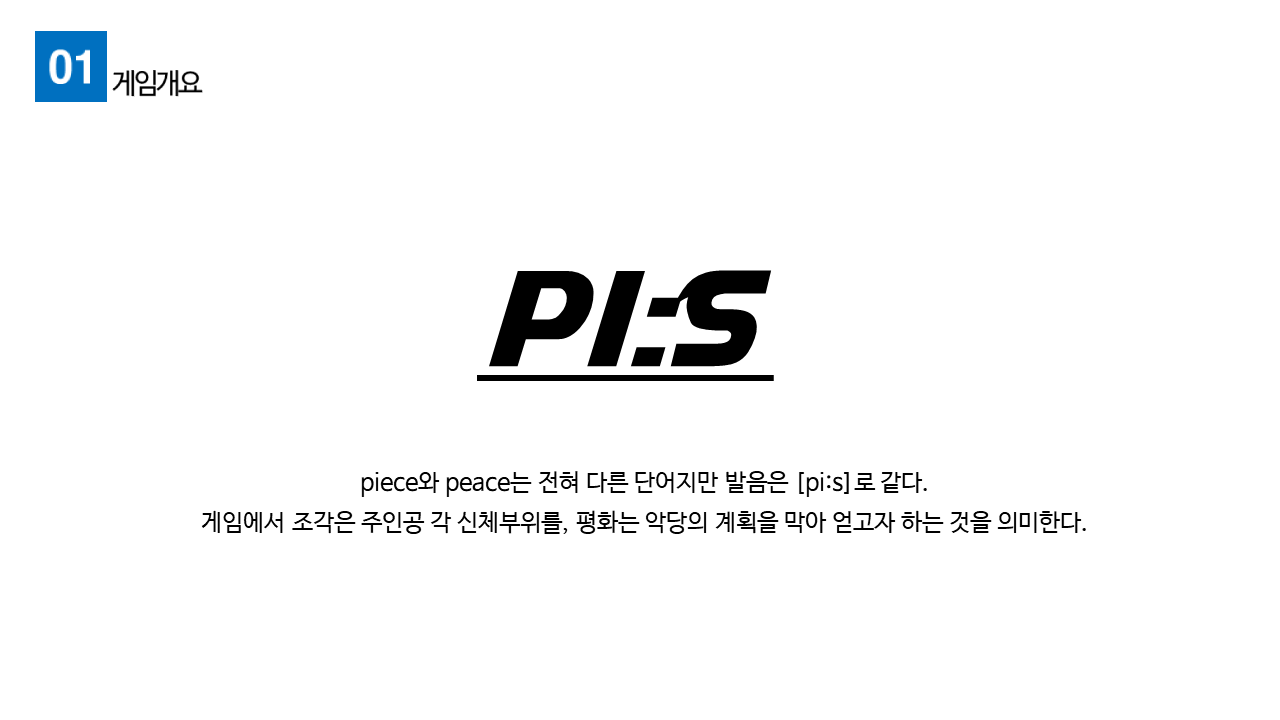 01
게임개요
PI:S
piece와 peace는 전혀 다른 단어지만 발음은 [pi:s]로 같다.
게임에서 조각은 주인공 각 신체부위를, 평화는 악당의 계획을 막아 얻고자 하는 것을 의미한다.